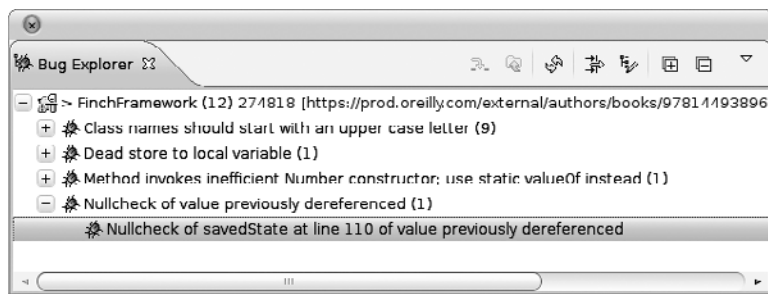 Bug Explorer
> FinchFramework (12) 274818 [https://prod.oreilly.com/external/authors/books/97814493896
Class names should start with an upper case letter (9)
Dead store to local variable (1)
Method invokes inefficient Number constructor; use static valueOf instead (1)
Nullcheck of value previously dereferenced (1)
Nullcheck of savedState at line 110 of value previously dereferenced